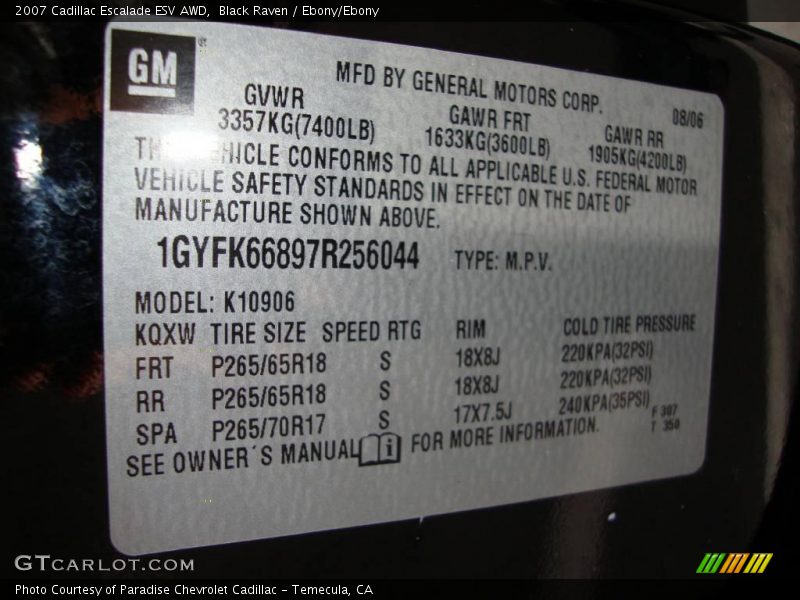 2007 Cadillac Escalade ESV AWD, Black Raven / Ebony/Ebony
GM
MFD BY GENERAL MOTORS CORP.
08/06
GVWR GAWR FRT GAWR RR
3357KG(7400LB) 1633KG(3600LB) 1905KG(4200LB)
VEHICLE CONFORMS TO ALL APPLICABLE U.S. FEDERAL MOTOR
VEHICLE SAFETY STANDARDS IN EFFECT ON THE DATE OF
MANUFACTURE SHOWN ABOVE.
1GYFK66897R256044 TYPE: M.P.V.
MODEL: K10906
KQXW TIRE SIZE SPEED RTG RIM COLD TIRE PRESSURE
FRT P265/65R18 S 18X8J 220KPA(32PSI)
RR P265/65R18 S 18X8J 220KPA(32PSI)
SPA P265/70R17 S 17X7.5J 240KPA(35PSI)
F 307
T 350
SEE OWNER´S MANUAL i FOR MORE INFORMATION.
GTCARLOT.COM
Photo Courtesy of Paradise Chevrolet Cadillac - Temecula, CA